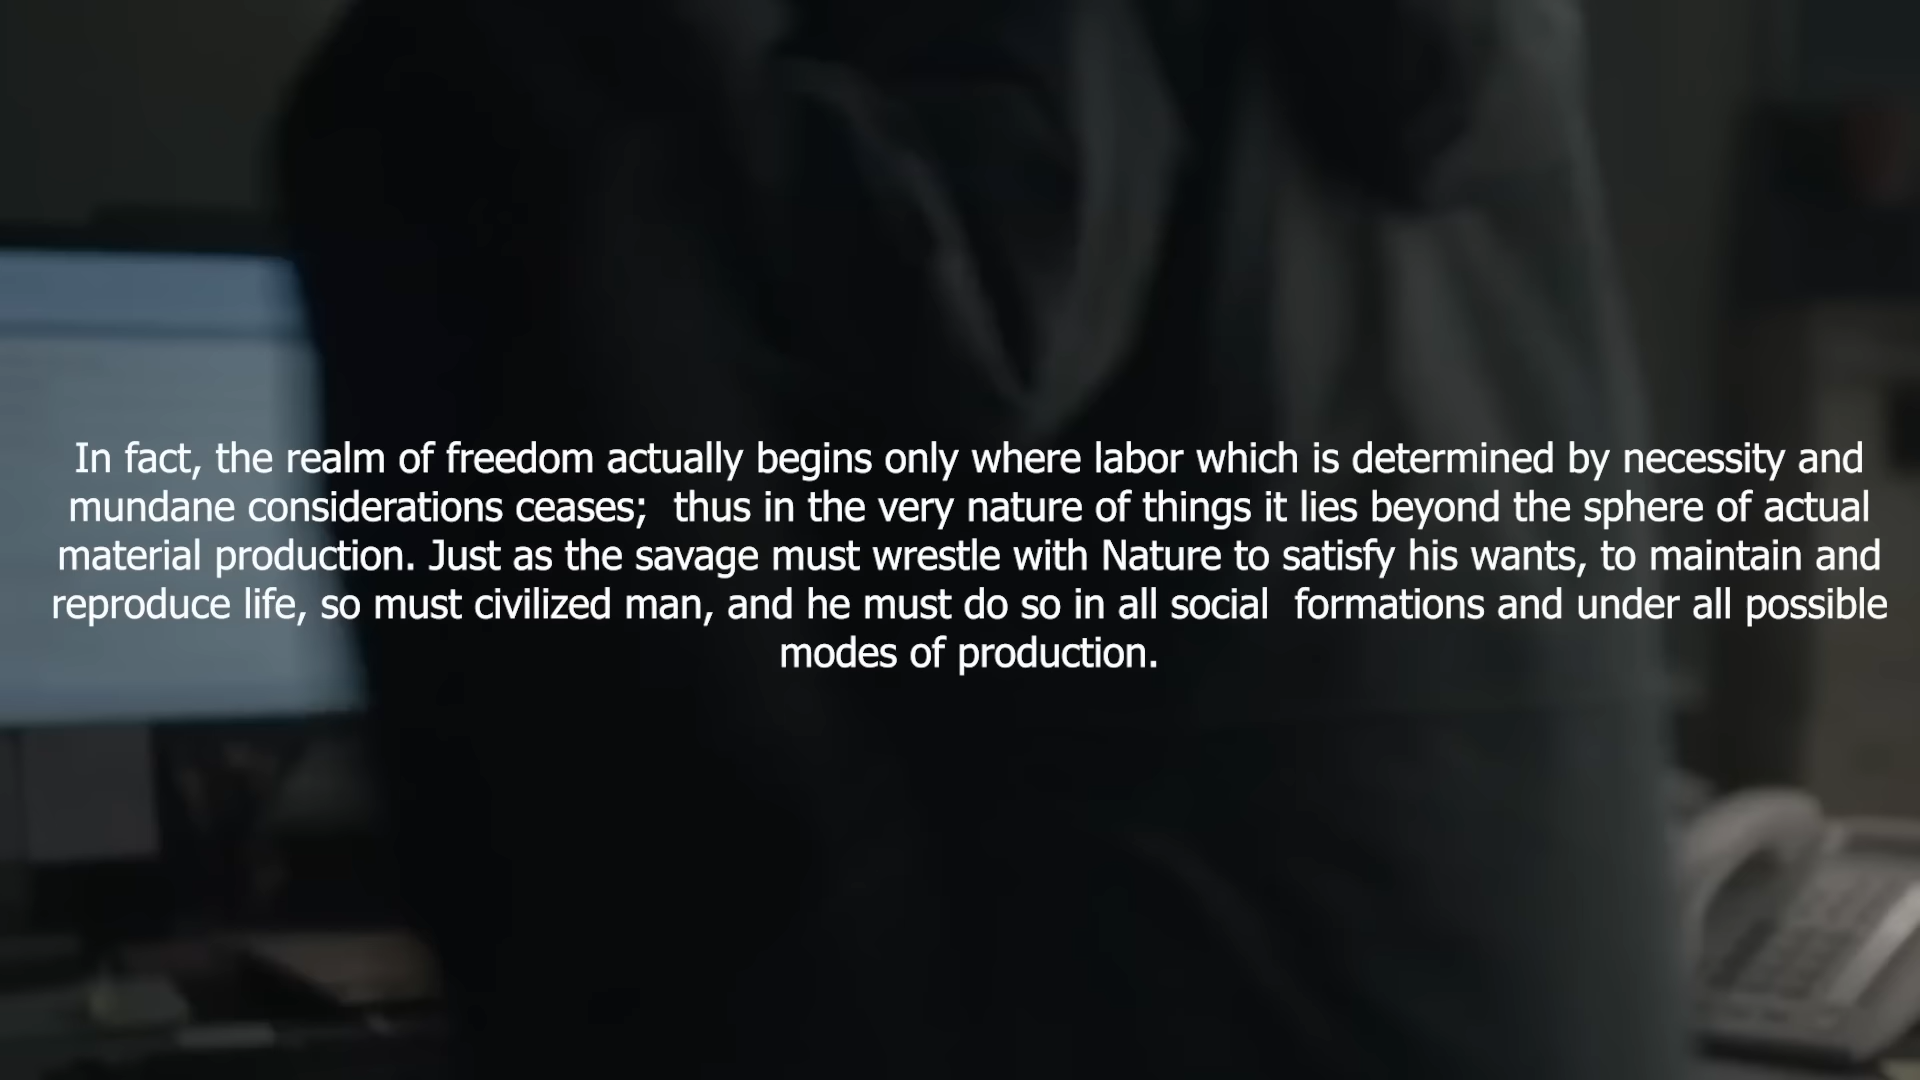 In fact, the realm of freedom actually begins only where labor which is determined by necessity and
mundane considerations ceases;  thus in the very nature of things it lies beyond the sphere of actual
material production. Just as the savage must wrestle with Nature to satisfy his wants, to maintain and
reproduce life, so must civilized man, and he must do so in all social  formations and under all possible
modes of production.